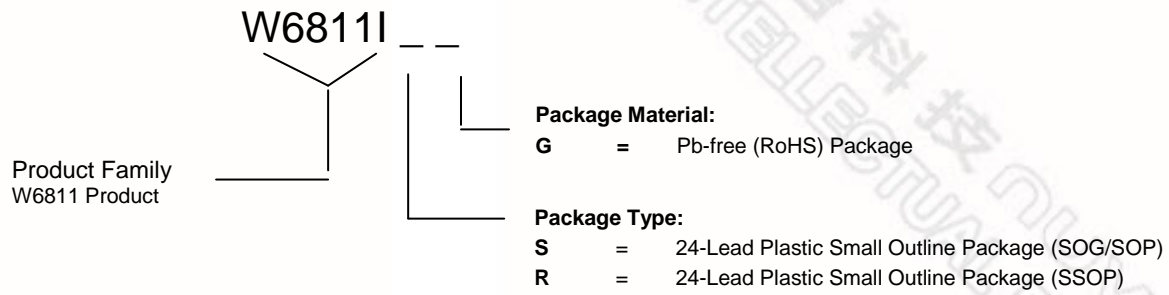 W6811I _ _
Package Material:
G = Pb-free (RoHS) Package
Product Family
W6811 Product
Package Type:
S = 24-Lead Plastic Small Outline Package (SOG/SOP)
R = 24-Lead Plastic Small Outline Package (SSOP)